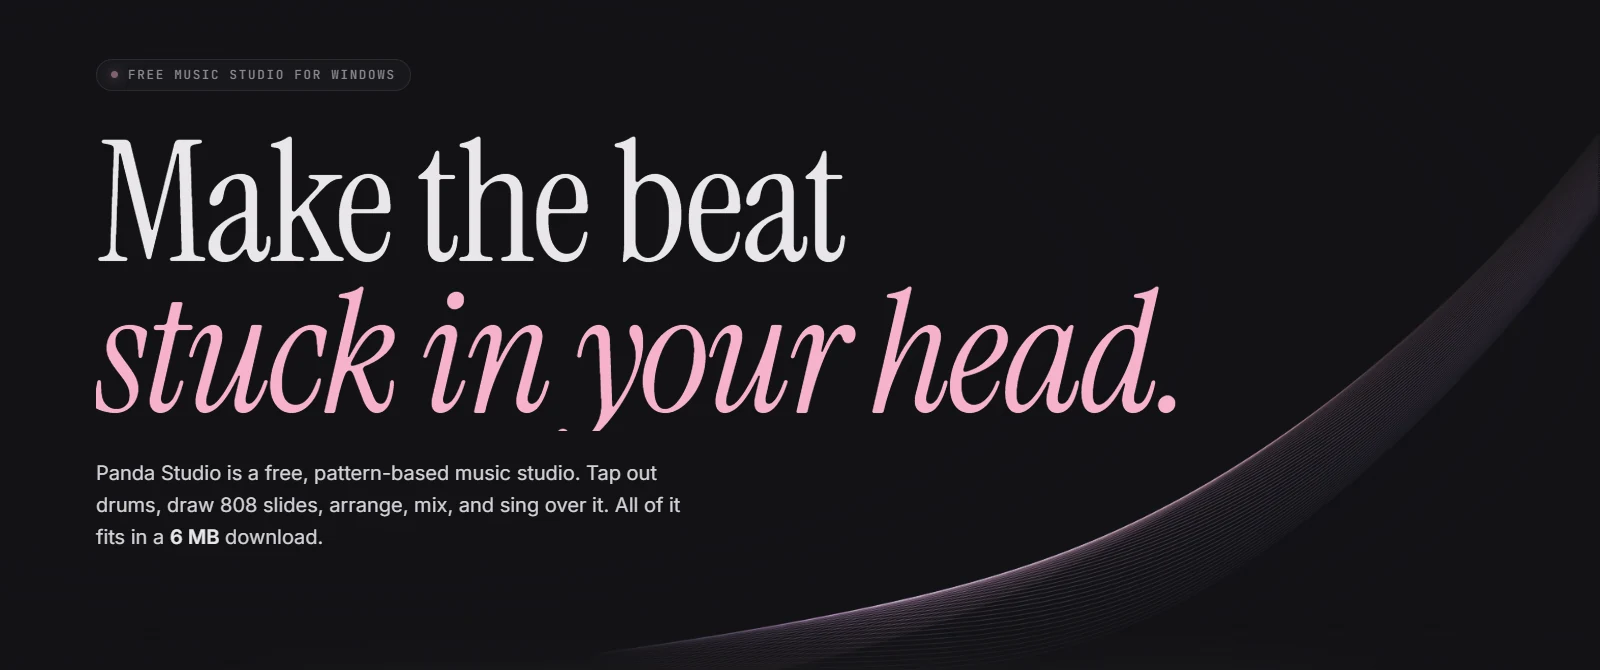 FREE MUSIC STUDIO FOR WINDOWS
Make the beat
stuck in your head.
Panda Studio is a free, pattern-based music studio. Tap out
drums, draw 808 slides, arrange, mix, and sing over it. All of it
fits in a 6 MB download.